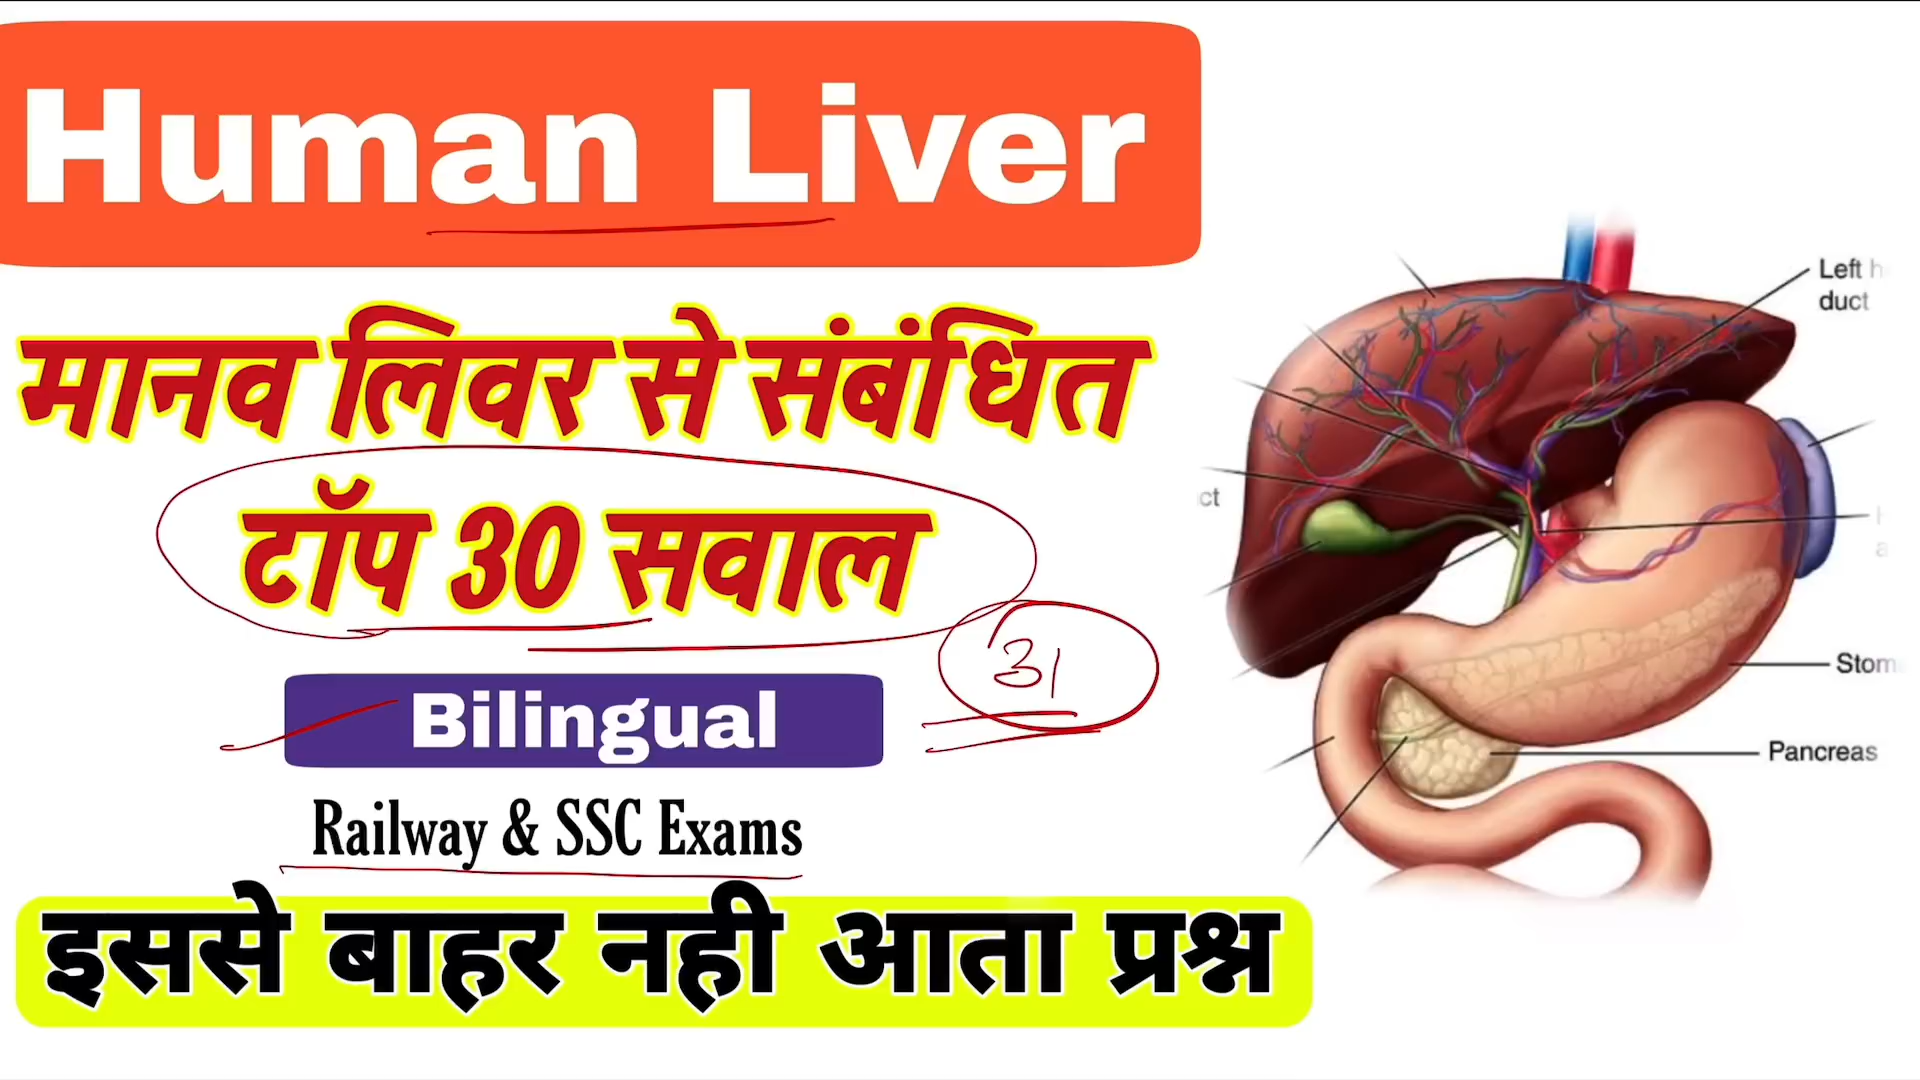 Human Liver
मानव लिवर से संबंधित
टॉप 30 सवाल
31
Bilingual
Railway & SSC Exams
इससे बाहर नही आता प्रश्न
Left
duct
ct
Pancreas